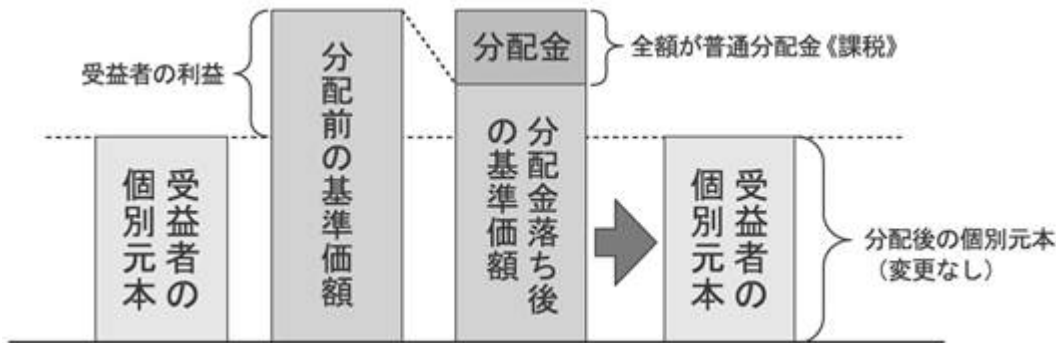 受益者の利益
受益者の
個別元本
分配前の基準価額
分配金
全額が普通分配金《課税》
分配金落ち後
の基準価額
受益者の
個別元本
分配後の個別元本
（変更なし）